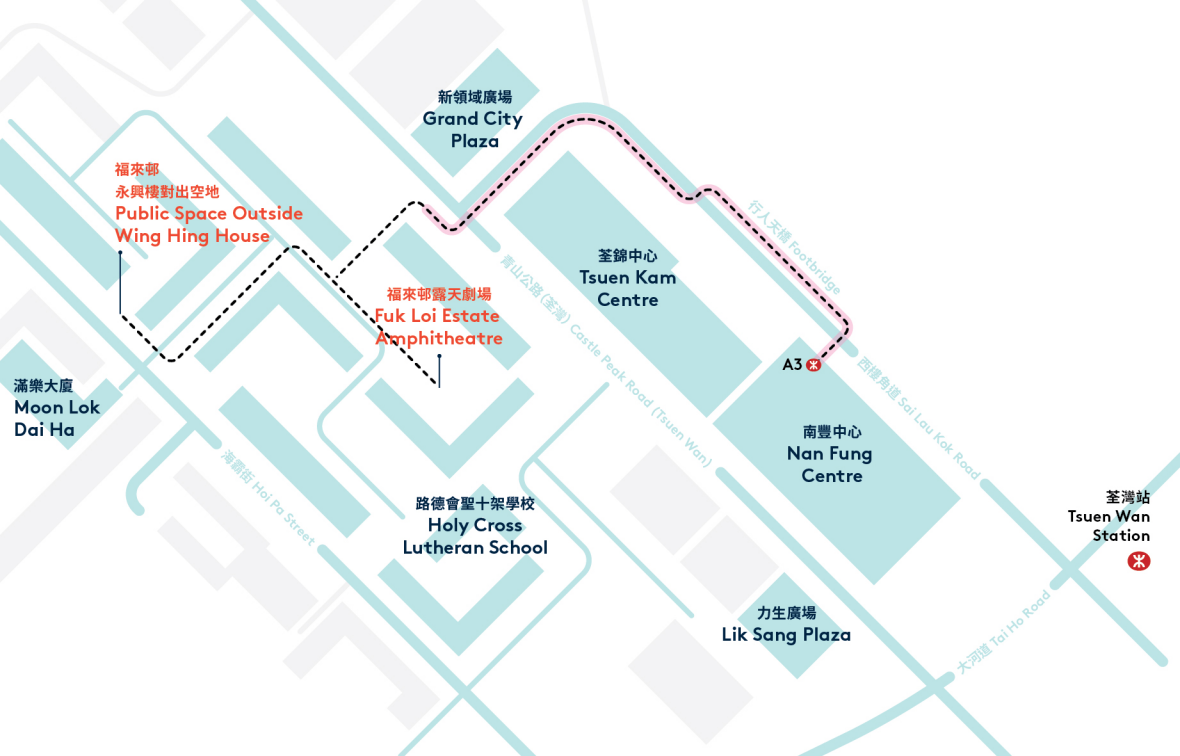 新領域廣場
Grand City
Plaza
福來邨
永興樓對出空地
Public Space Outside
Wing Hing House
行人天橋 Footbridge
荃錦中心
Tsuen Kam
Centre
青山公路 (荃灣) Castle Peak Road (Tsuen Wan)
福來邨露天劇場
Fuk Loi Estate
Amphitheatre
A3
西樓角道 Sai Lau Kok Road
滿樂大廈
Moon Lok
Dai Ha
南豐中心
Nan Fung
Centre
海壩街 Hoi Pa Street
路德會聖十架學校
Holy Cross
Lutheran School
荃灣站
Tsuen Wan
Station
力生廣場
Lik Sang Plaza
大河道 Tai Ho Road